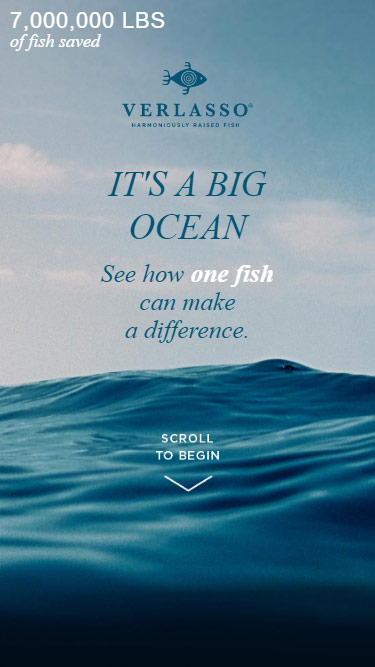 7,000,000 LBS
of fish saved
VERLASSO®
HARMONIOUSLY RAISED FISH
IT'S A BIG
OCEAN
See how one fish
can make
a difference.
SCROLL
TO BEGIN